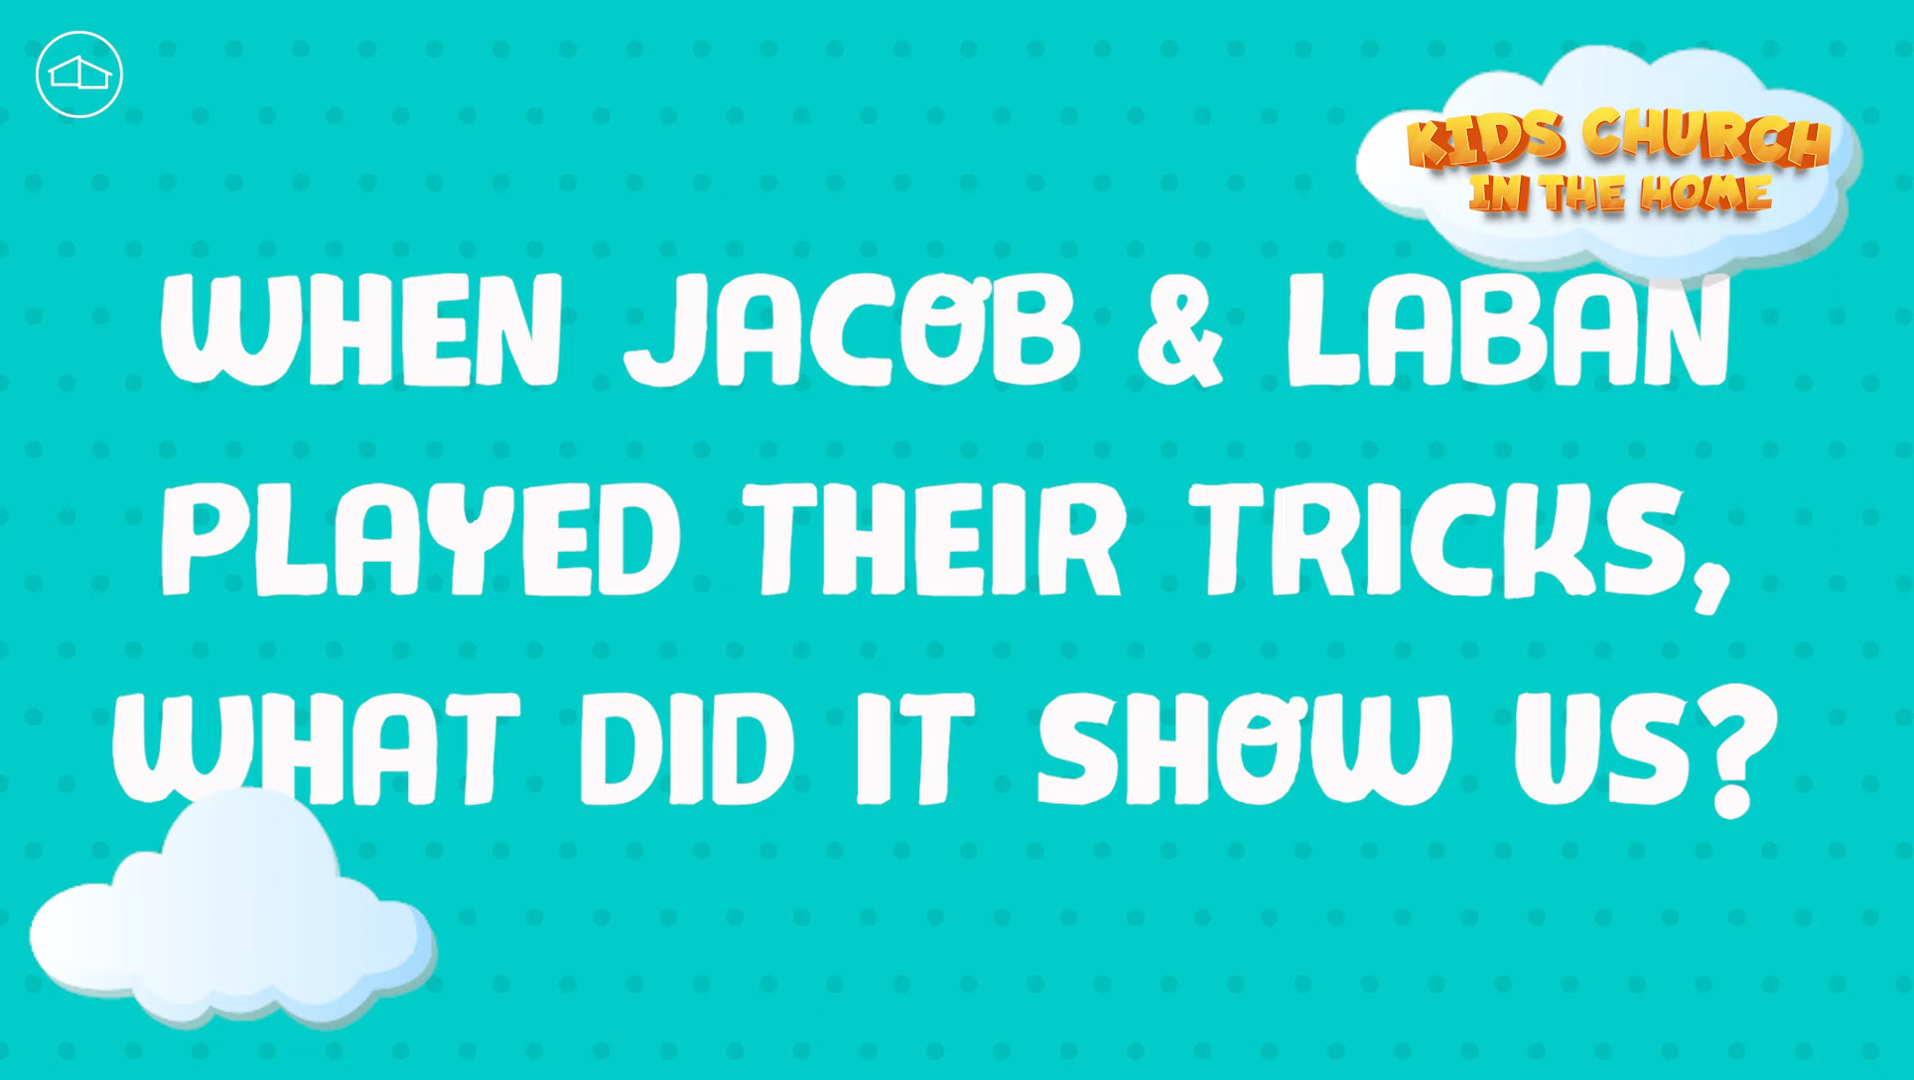 KIDS CHURCH
IN THE HOME
WHEN JACOB & LABAN
PLAYED THEIR TRICKS,
WHAT DID IT SHOW US?